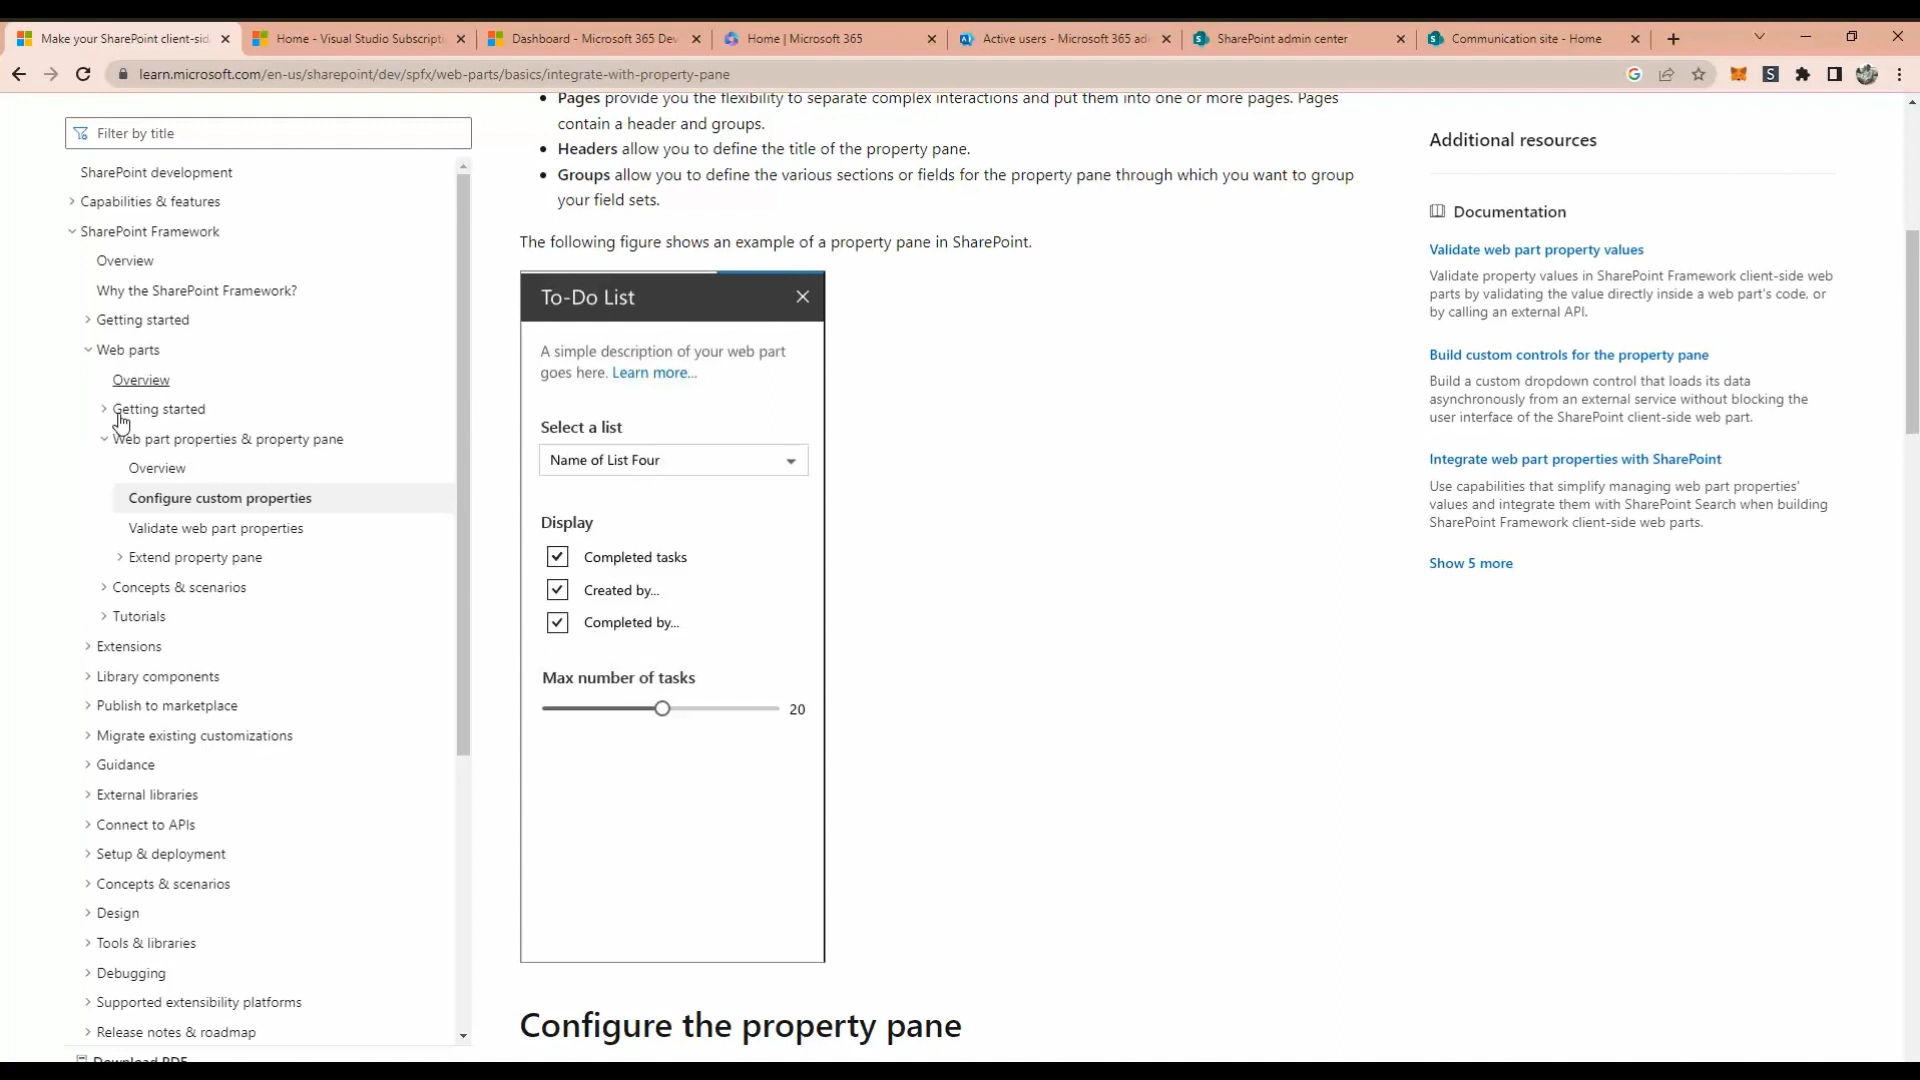 Make your SharePoint client-sid
Home - Visual Studio Subscripti
Dashboard - Microsoft 365 Dev
Home | Microsoft 365
Active users - Microsoft 365 ad
SharePoint admin center
Communication site - Home
learn.microsoft.com/en-us/sharepoint/dev/spfx/web-parts/basics/integrate-with-property-pane
Filter by title
SharePoint development
Capabilities & features
SharePoint Framework
Overview
Why the SharePoint Framework?
Getting started
Web parts
Overview
Getting started
Web part properties & property pane
Overview
Configure custom properties
Validate web part properties
Extend property pane
Concepts & scenarios
Tutorials
Extensions
Library components
Publish to marketplace
Migrate existing customizations
Guidance
External libraries
Connect to APIs
Setup & deployment
Concepts & scenarios
Design
Tools & libraries
Debugging
Supported extensibility platforms
Release notes & roadmap
Download PDF
• Pages provide you the flexibility to separate complex interactions and put them into one or more pages. Pages
contain a header and groups.
• Headers allow you to define the title of the property pane.
• Groups allow you to define the various sections or fields for the property pane through which you want to group
your field sets.
The following figure shows an example of a property pane in SharePoint.
To-Do List
A simple description of your web part
goes here. Learn more...
Select a list
Name of List Four
Display
Completed tasks
Created by...
Completed by...
Max number of tasks
20
Configure the property pane
Additional resources
Documentation
Validate web part property values
Validate property values in SharePoint Framework client-side web
parts by validating the value directly inside a web part's code, or
by calling an external API.
Build custom controls for the property pane
Build a custom dropdown control that loads its data
asynchronously from an external service without blocking the
user interface of the SharePoint client-side web part.
Integrate web part properties with SharePoint
Use capabilities that simplify managing web part properties'
values and integrate them with SharePoint Search when building
SharePoint Framework client-side web parts.
Show 5 more